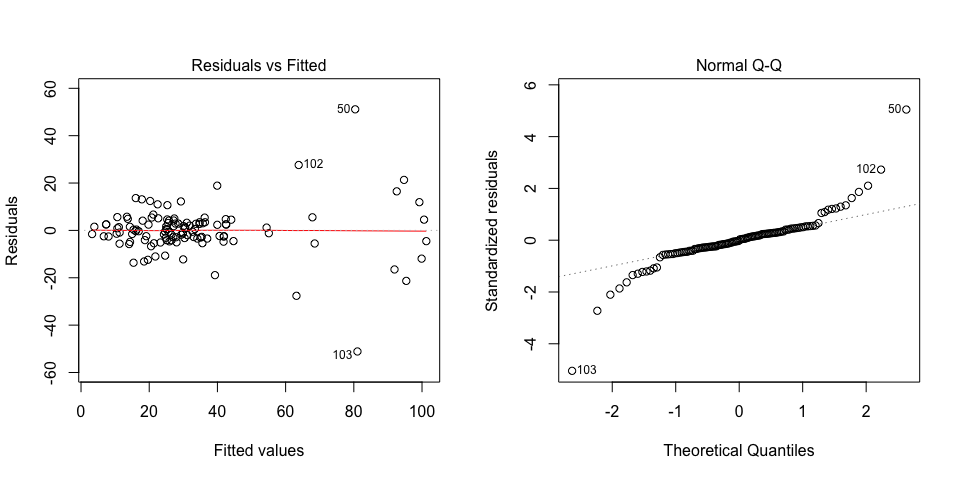 Residuals vs Fitted
Residuals
60
40
20
0
-20
-40
-60
50
102
103
0 20 40 60 80 100
Fitted values
Normal Q-Q
Standardized residuals
6
4
2
0
-2
-4
50
102
103
-2 -1 0 1 2
Theoretical Quantiles